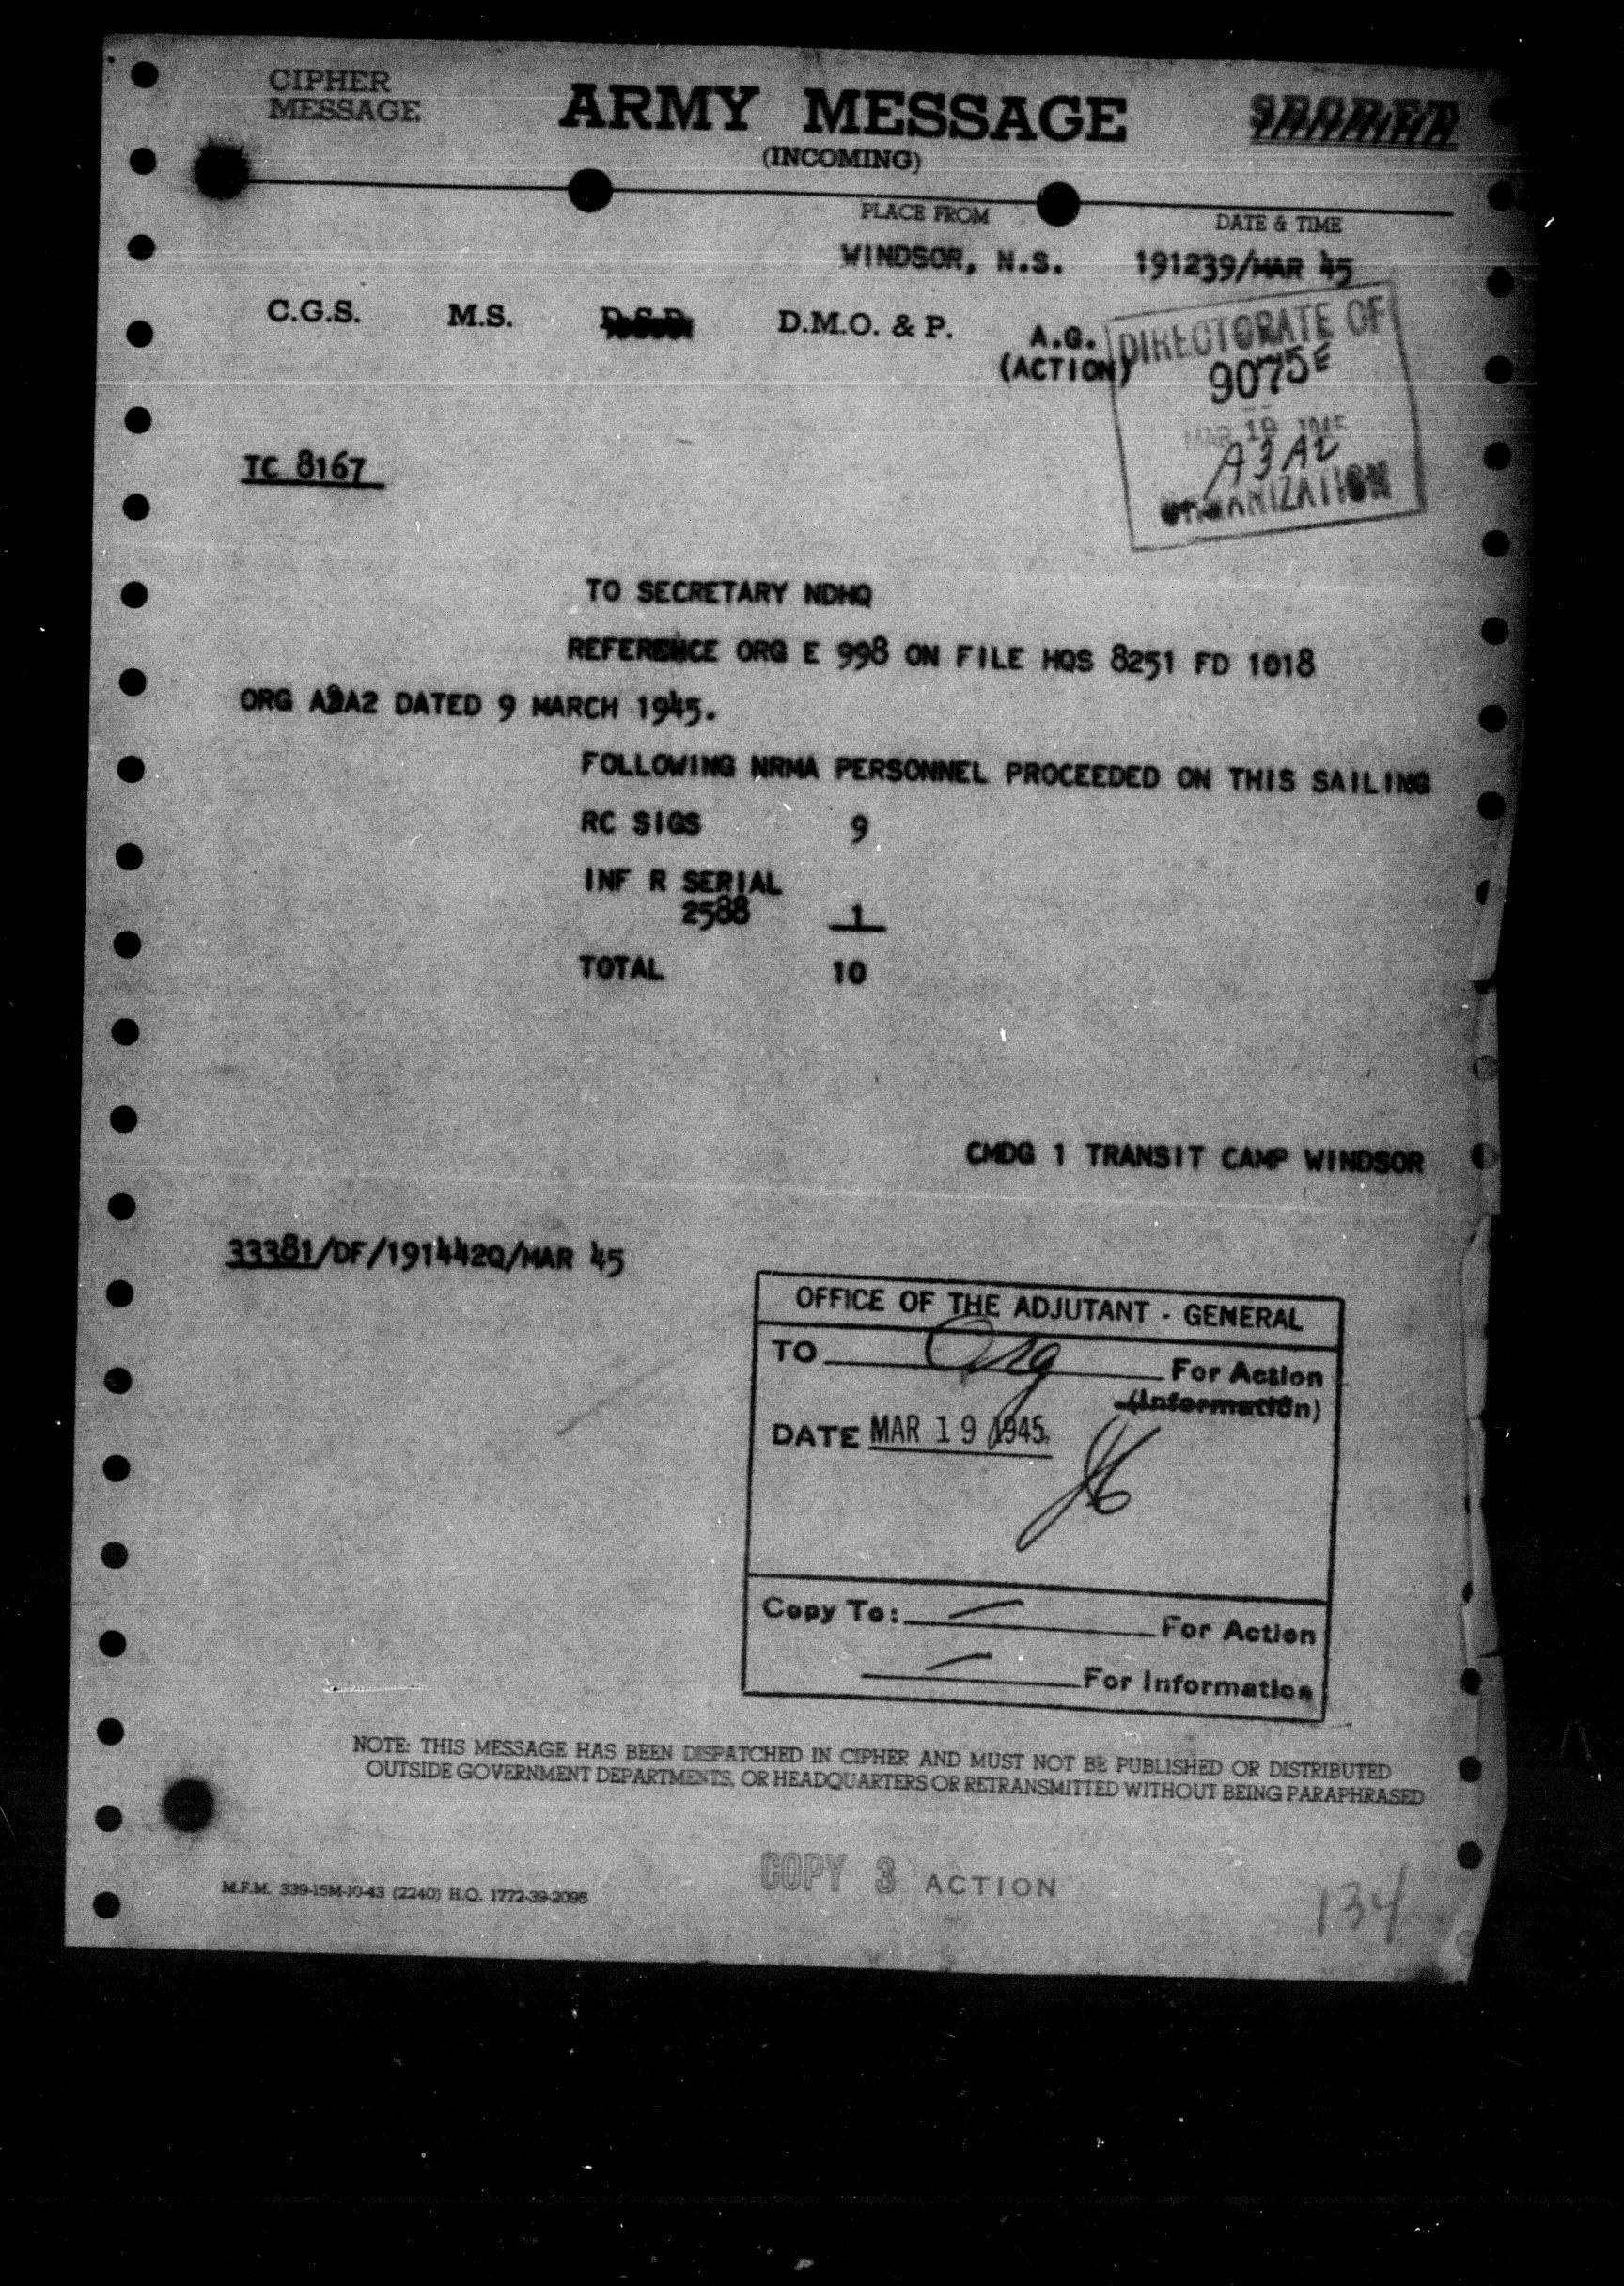 CIPHER
MESSAGE
ARMY MESSAGE
(INCOMING)
SECRET
PLACE FROM
DATE & TIME
WINDSOR, N.S. 191239/MAR 45
C.G.S. M.S. D.S.D. D.M.O. & P. A.G.
(ACTION)
DIRECTORATE OF
9075E
MAR 19
A3A2
ORGANIZATION
TC 8167
TO SECRETARY NDHQ
REFERENCE ORG E 998 ON FILE HQS 8251 FD 1018
ORG A3A2 DATED 9 MARCH 1945.
FOLLOWING NRMA PERSONNEL PROCEEDED ON THIS SAILING
RC SIGS 9
INF R SERIAL
2588 1
TOTAL 10
CMDG 1 TRANSIT CAMP WINDSOR
33381/DF/191442Q/MAR 45
OFFICE OF THE ADJUTANT - GENERAL
TO Org For Action
(Information)
DATE MAR 19 1945
Copy To: — For Action
— For Information
NOTE: THIS MESSAGE HAS BEEN DISPATCHED IN CIPHER AND MUST NOT BE PUBLISHED OR DISTRIBUTED
OUTSIDE GOVERNMENT DEPARTMENTS, OR HEADQUARTERS OR RETRANSMITTED WITHOUT BEING PARAPHRASED
M.F.M. 339-15M-10-43 (2240) H.Q. 1772-39-2095
COPY 3 ACTION
134